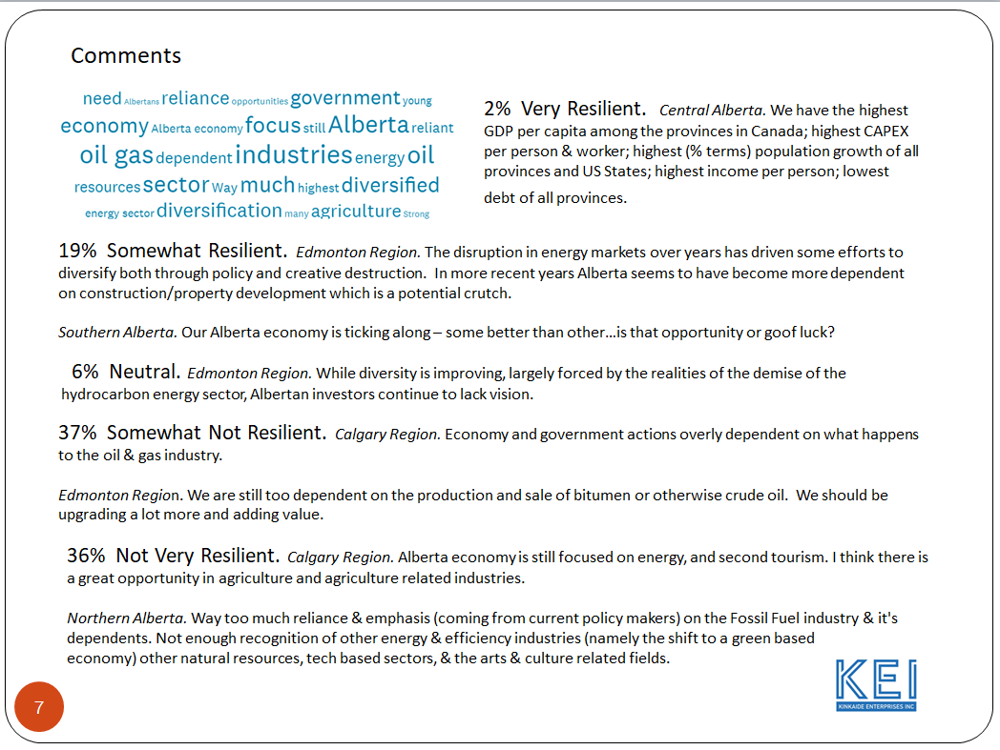 Comments
need Albertans reliance opportunities government young
economy Alberta economy focus still Alberta reliant
oil gas dependent industries energy oil
resources sector Way much highest diversified
energy sector diversification many agriculture Strong
2% Very Resilient. Central Alberta. We have the highest
GDP per capita among the provinces in Canada; highest CAPEX
per person & worker; highest (% terms) population growth of all
provinces and US States; highest income per person; lowest
debt of all provinces.
19% Somewhat Resilient. Edmonton Region. The disruption in energy markets over years has driven some efforts to
diversify both through policy and creative destruction. In more recent years Alberta seems to have become more dependent
on construction/property development which is a potential crutch.
Southern Alberta. Our Alberta economy is ticking along – some better than other...is that opportunity or goof luck?
6% Neutral. Edmonton Region. While diversity is improving, largely forced by the realities of the demise of the
hydrocarbon energy sector, Albertan investors continue to lack vision.
37% Somewhat Not Resilient. Calgary Region. Economy and government actions overly dependent on what happens
to the oil & gas industry.
Edmonton Region. We are still too dependent on the production and sale of bitumen or otherwise crude oil. We should be
upgrading a lot more and adding value.
36% Not Very Resilient. Calgary Region. Alberta economy is still focused on energy, and second tourism. I think there is
a great opportunity in agriculture and agriculture related industries.
Northern Alberta. Way too much reliance & emphasis (coming from current policy makers) on the Fossil Fuel industry & it's
dependents. Not enough recognition of other energy & efficiency industries (namely the shift to a green based
economy) other natural resources, tech based sectors, & the arts & culture related fields.
KEI
KINKAIDE ENTERPRISES INC
7